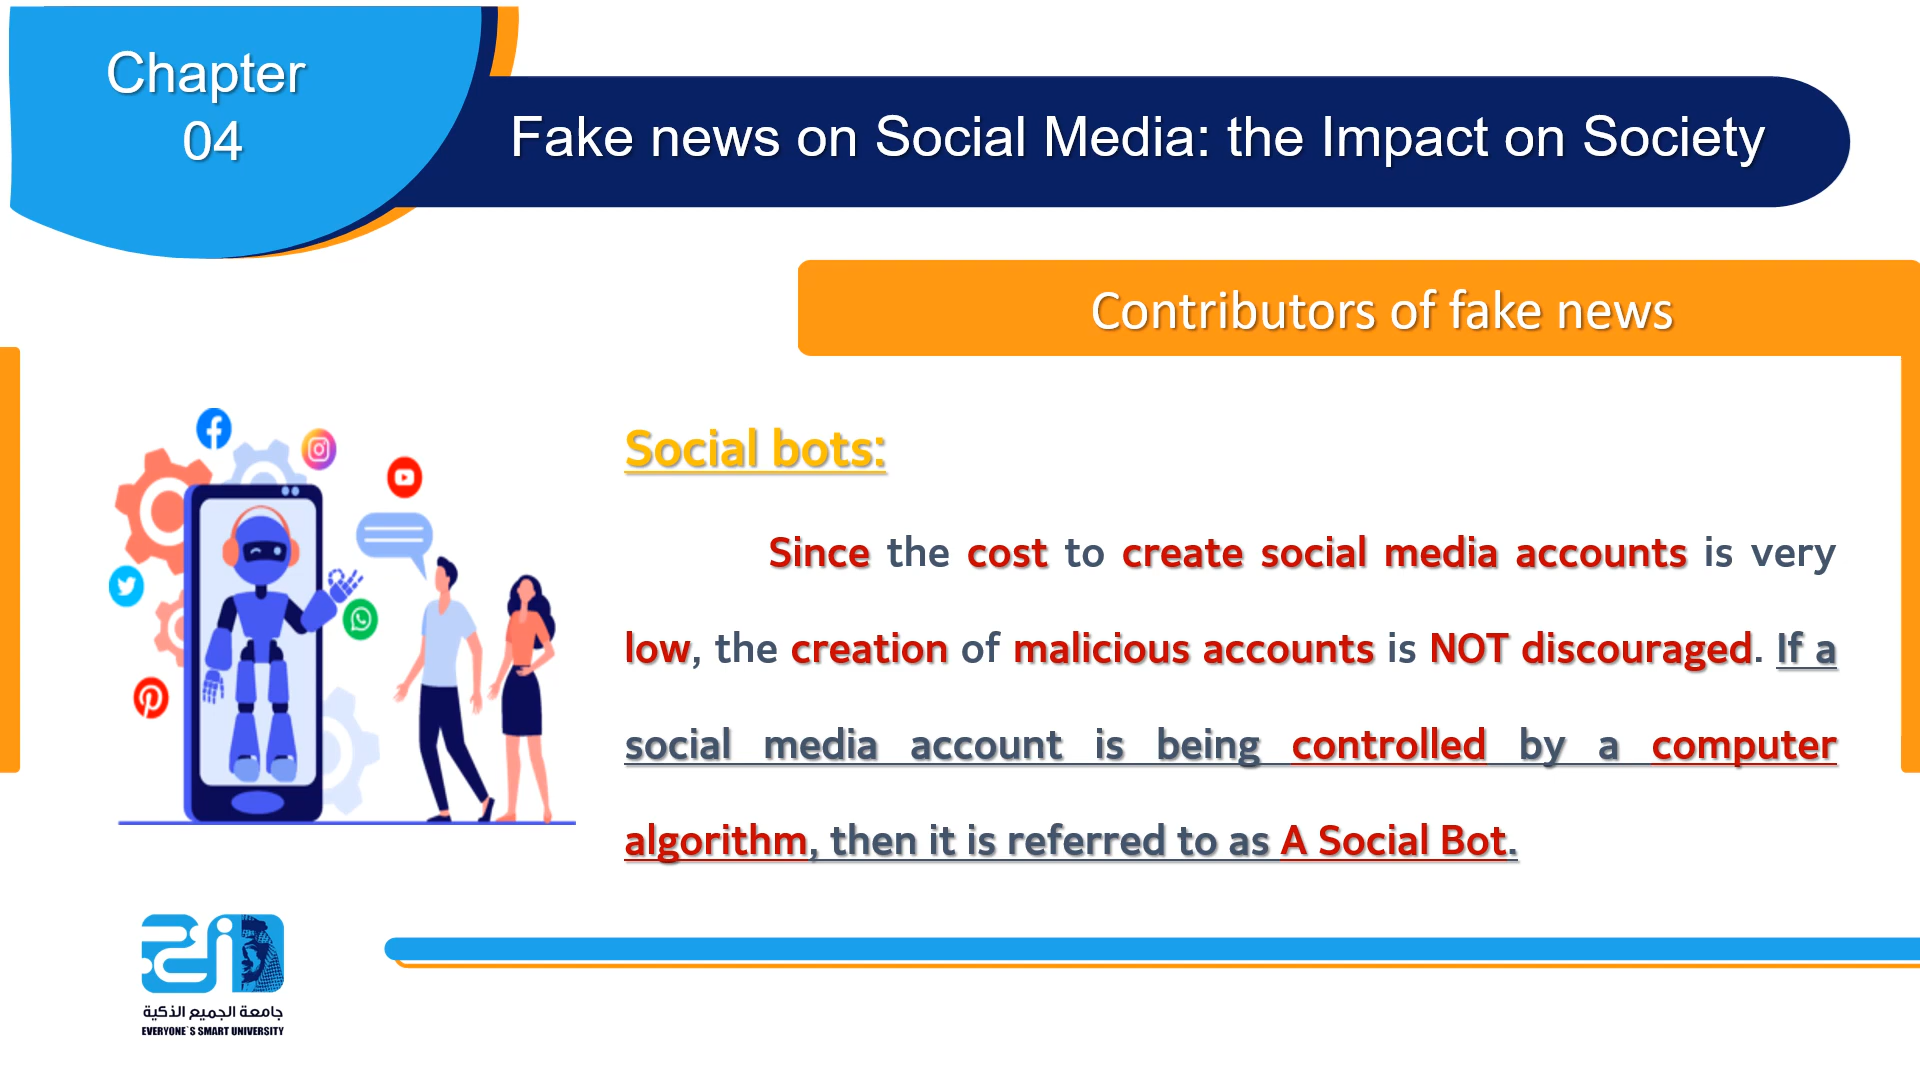 Chapter
04
Fake news on Social Media: the Impact on Society
Contributors of fake news
Social bots:
Since the cost to create social media accounts is very
low, the creation of malicious accounts is NOT discouraged. If a
social media account is being controlled by a computer
algorithm, then it is referred to as A Social Bot.
جامعة الجميع الذكية
EVERYONE`S SMART UNIVERSITY